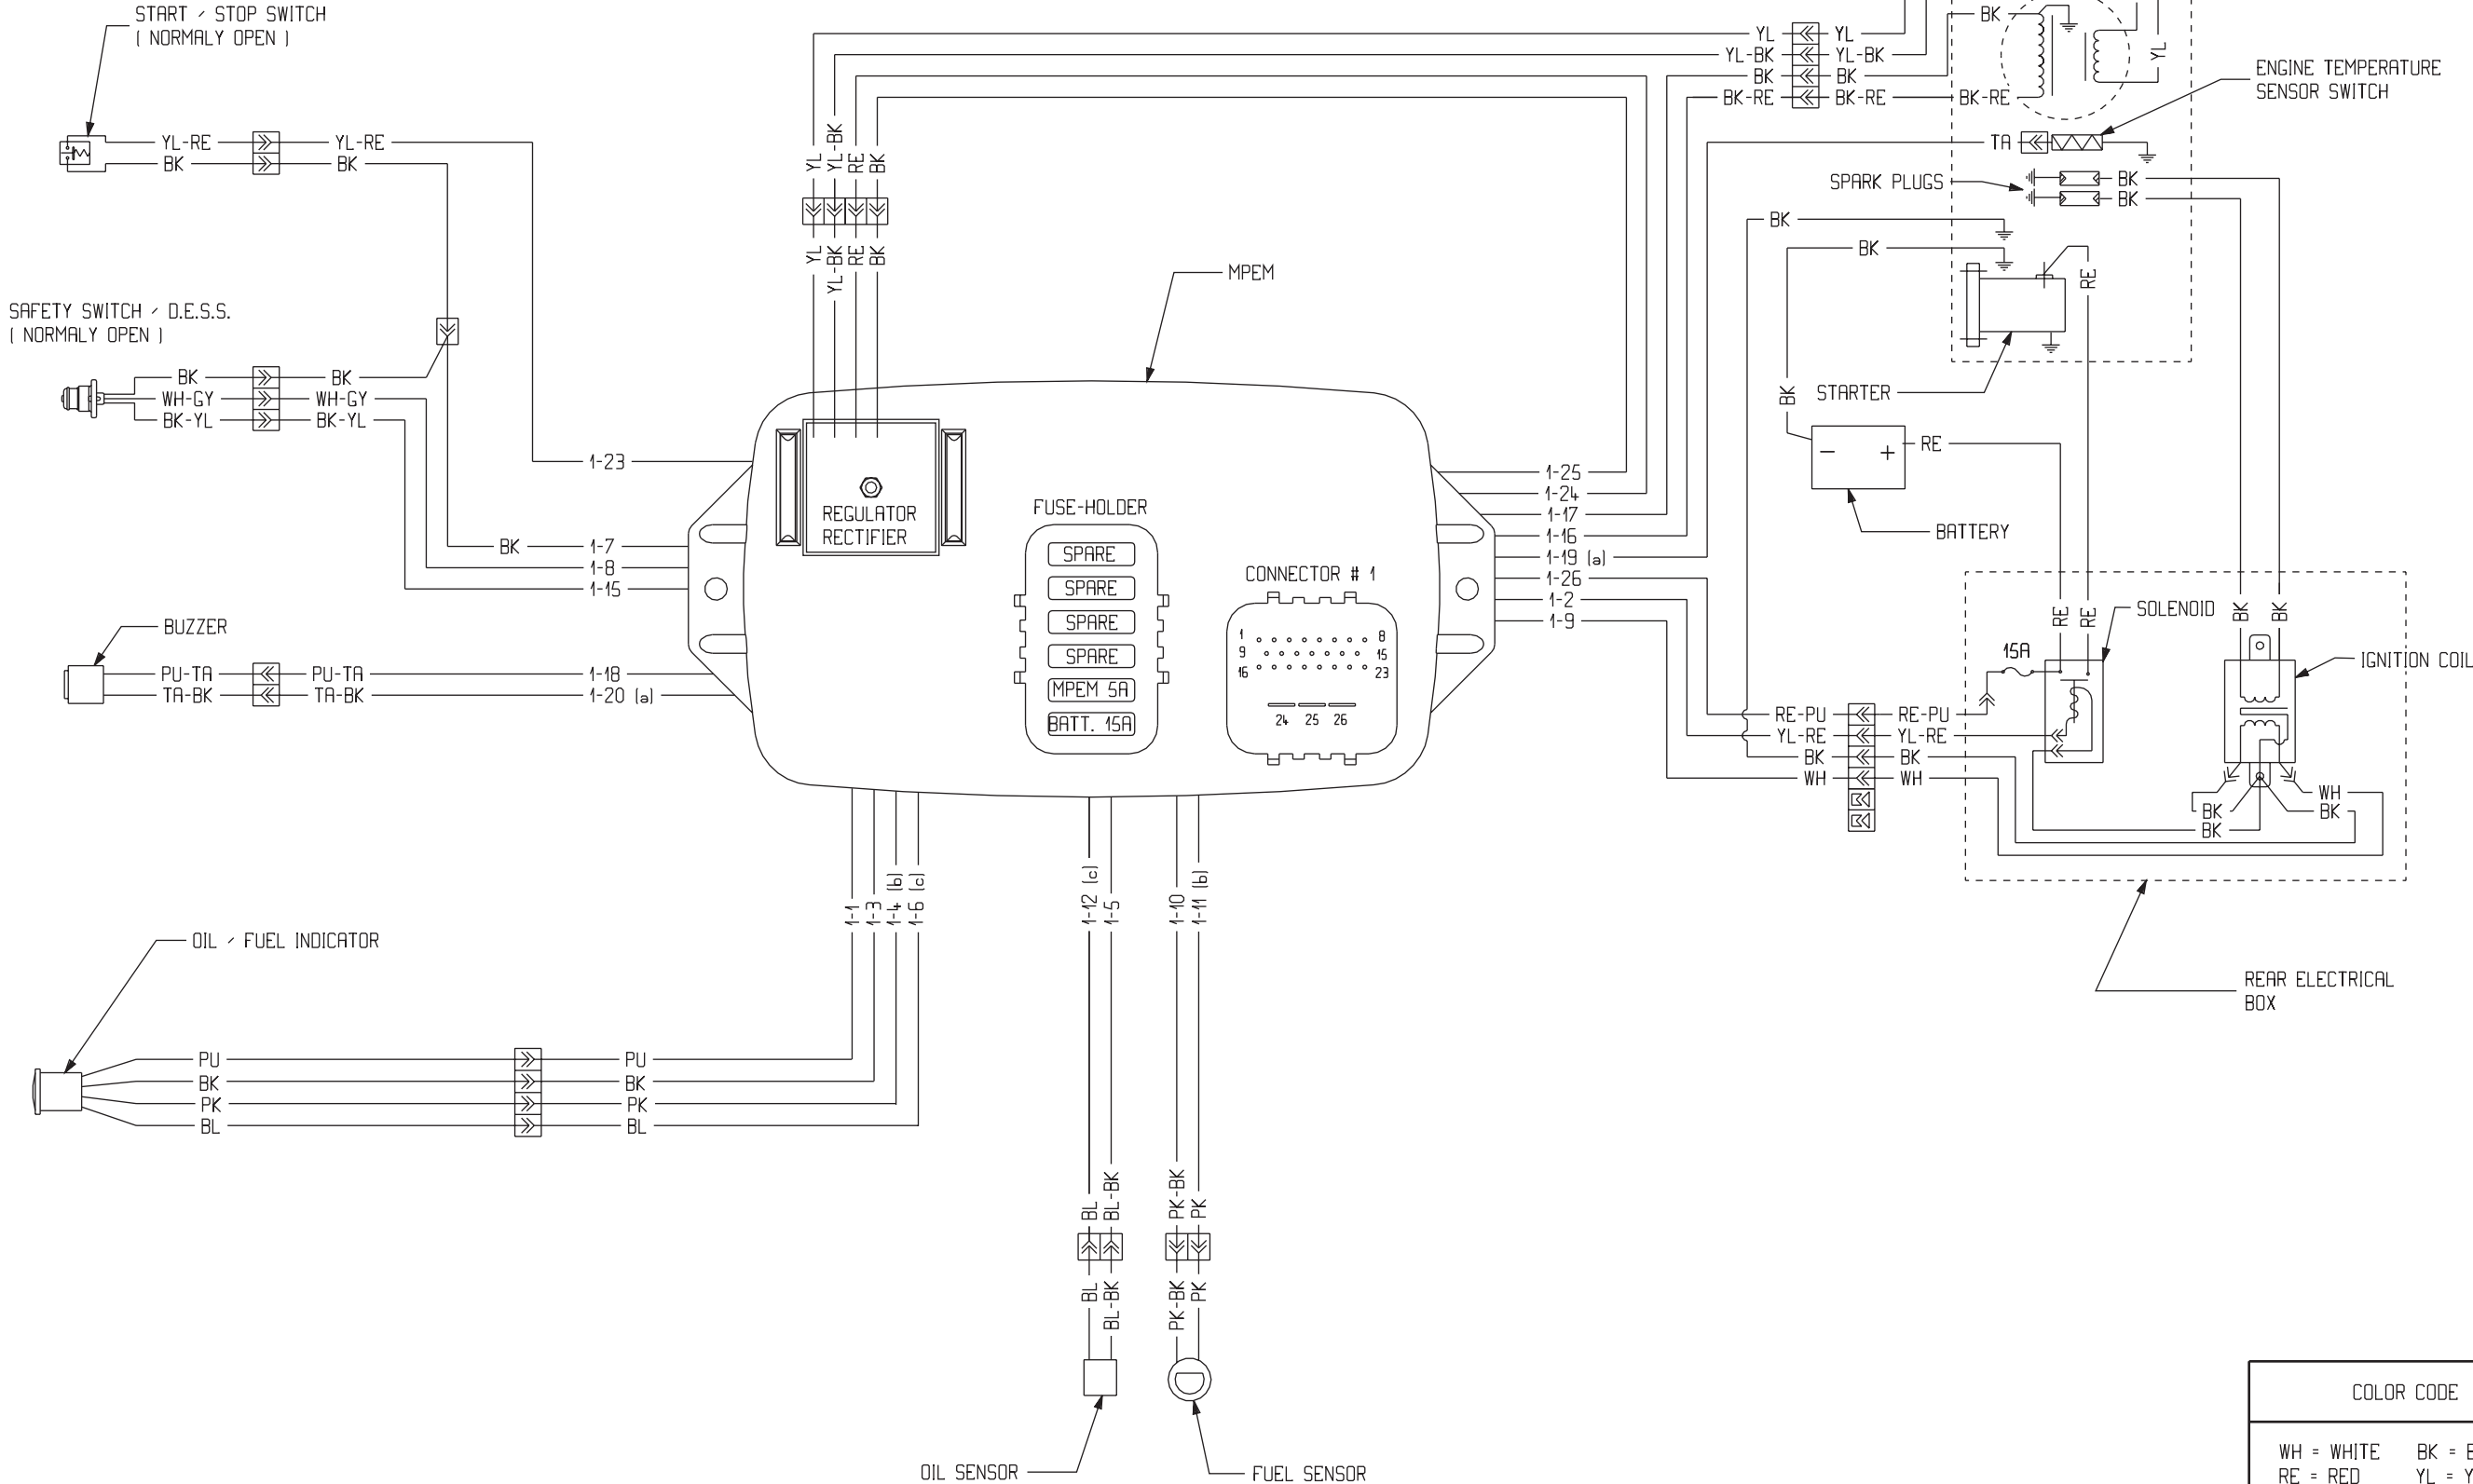 START / STOP SWITCH
( NORMALY OPEN )
YL-RE YL-RE
BK BK
SAFETY SWITCH / D.E.S.S.
( NORMALY OPEN )
BK BK
WH-GY WH-GY
BK-YL BK-YL
1-23
BK 1-7
1-8
1-15
BUZZER
PU-TA PU-TA 1-18
TA-BK TA-BK 1-20 (a)
OIL / FUEL INDICATOR
PU PU
BK BK
PK PK
BL BL
YL YL-BK RE BK
YL YL-BK RE BK
YL-BK
MPEM
REGULATOR
RECTIFIER
FUSE-HOLDER
SPARE
SPARE
SPARE
SPARE
MPEM 5A
BATT. 15A
CONNECTOR # 1
1 8
9 15
16 23
24 25 26
1-1
1-3
1-4 (b)
1-6 (c)
1-12 (c)
1-5
1-10
1-11 (b)
BL BL-BK PK-BK PK
BL BL-BK PK-BK PK
OIL SENSOR
FUEL SENSOR
1-25
1-24
1-17
1-16
1-19 (a)
1-26
1-2
1-9
YL YL
YL-BK YL-BK
BK BK
BK-RE BK-RE BK-RE
BK
YL
ENGINE TEMPERATURE
SENSOR SWITCH
TA
SPARK PLUGS
BK
BK
BK
BK
RE
STARTER
BK
- +
RE
BATTERY
RE RE
SOLENOID
BK BK
15A
IGNITION COIL
RE-PU RE-PU
YL-RE YL-RE
BK BK
WH WH
WH
BK BK
BK
REAR ELECTRICAL
BOX
COLOR CODE
WH = WHITE BK =
RE = RED YL =